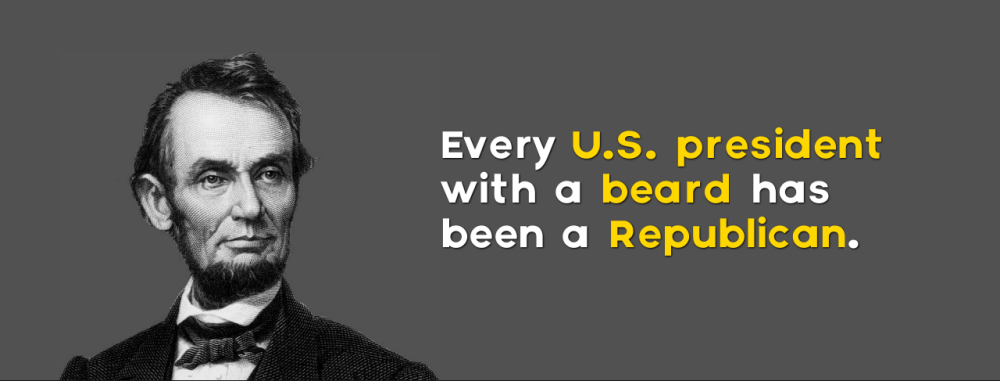 Every U.S. president
with a beard has
been a Republican.